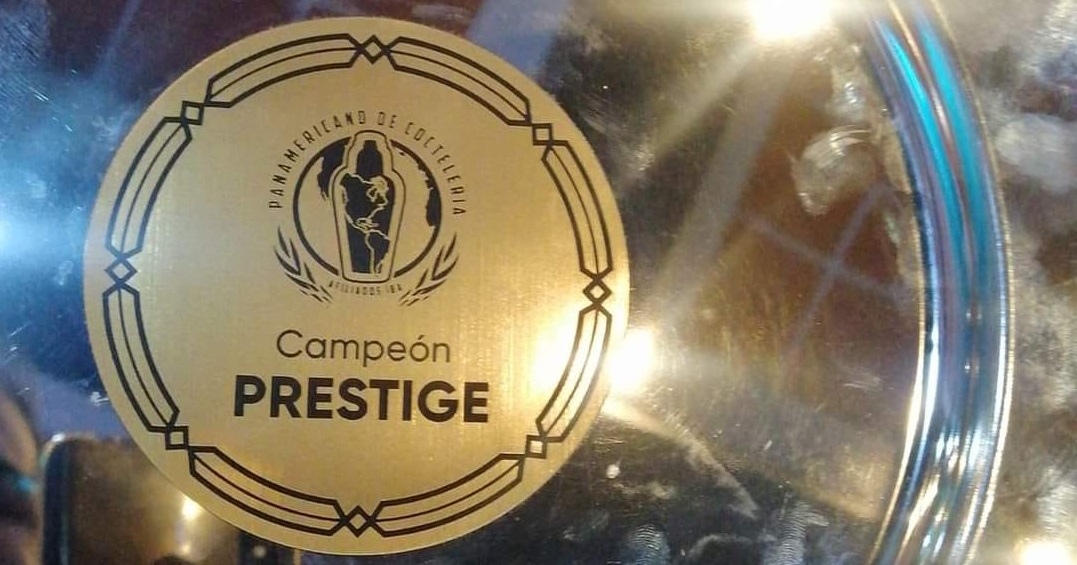 PANAMERICANO DE COCTELERIA
AFILIADOS IBA
Campeón
PRESTIGE